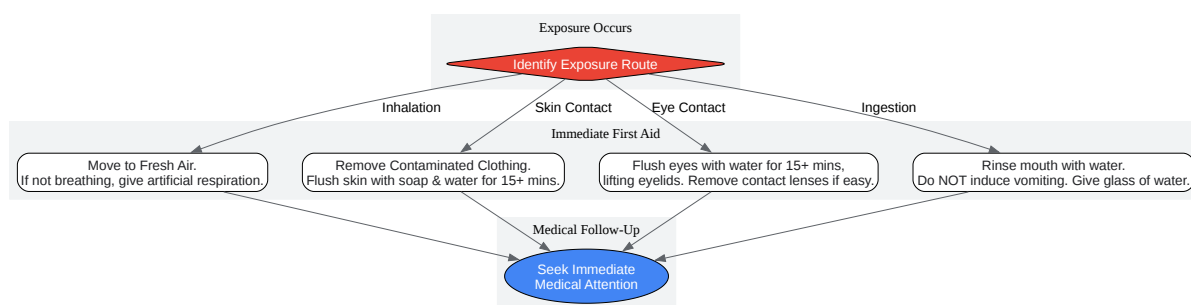 Exposure Occurs
Identify Exposure Route
Inhalation
Skin Contact
Eye Contact
Ingestion
Immediate First Aid
Move to Fresh Air.
If not breathing, give artificial respiration.
Remove Contaminated Clothing.
Flush skin with soap & water for 15+ mins.
Flush eyes with water for 15+ mins,
lifting eyelids. Remove contact lenses if easy.
Rinse mouth with water.
Do NOT induce vomiting. Give glass of water.
Medical Follow-Up
Seek Immediate
Medical Attention